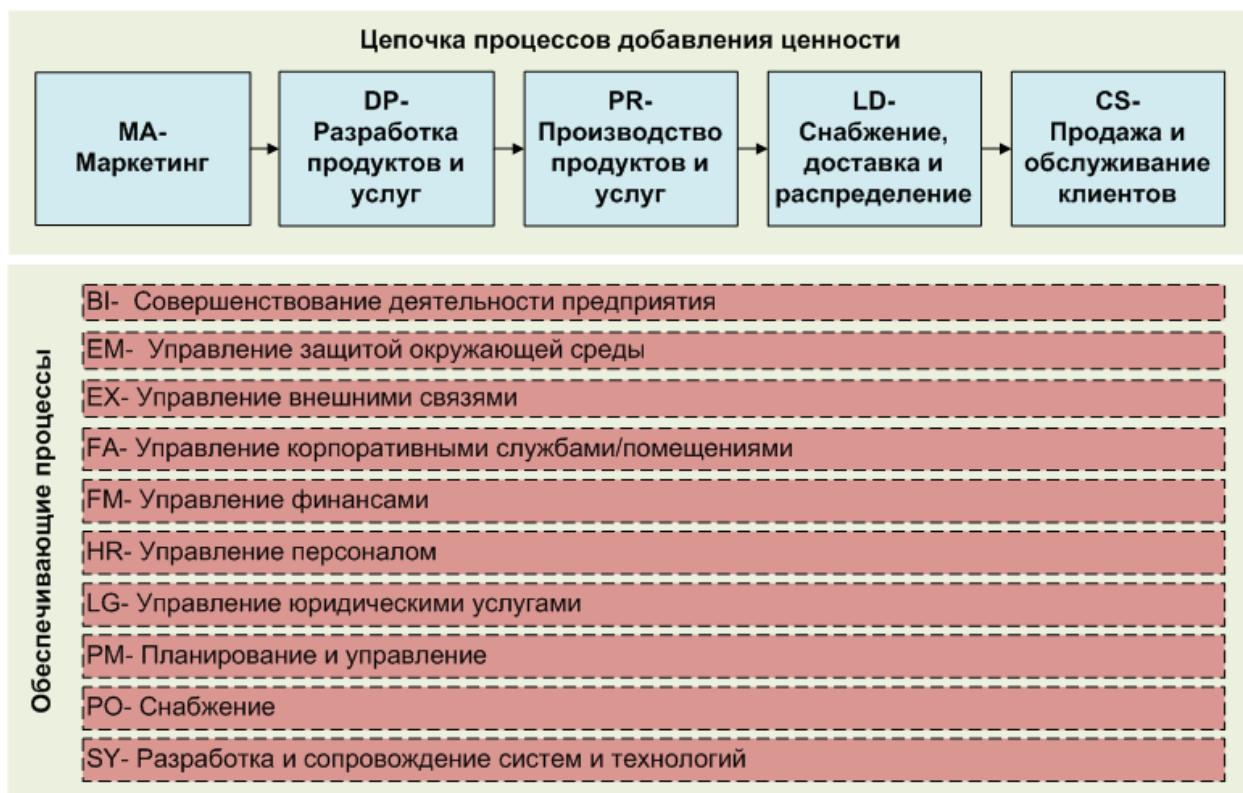 Цепочка процессов добавления ценности
MA-
Маркетинг
DP-
Разработка
продуктов и
услуг
PR-
Производство
продуктов и
услуг
LD-
Снабжение,
доставка и
распределение
CS-
Продажа и
обслуживание
клиентов
Обеспечивающие процессы
BI- Совершенствование деятельности предприятия
EM- Управление защитой окружающей среды
EX- Управление внешними связями
FA- Управление корпоративными службами/помещениями
FM- Управление финансами
HR- Управление персоналом
LG- Управление юридическими услугами
PM- Планирование и управление
PO- Снабжение
SY- Разработка и сопровождение систем и технологий